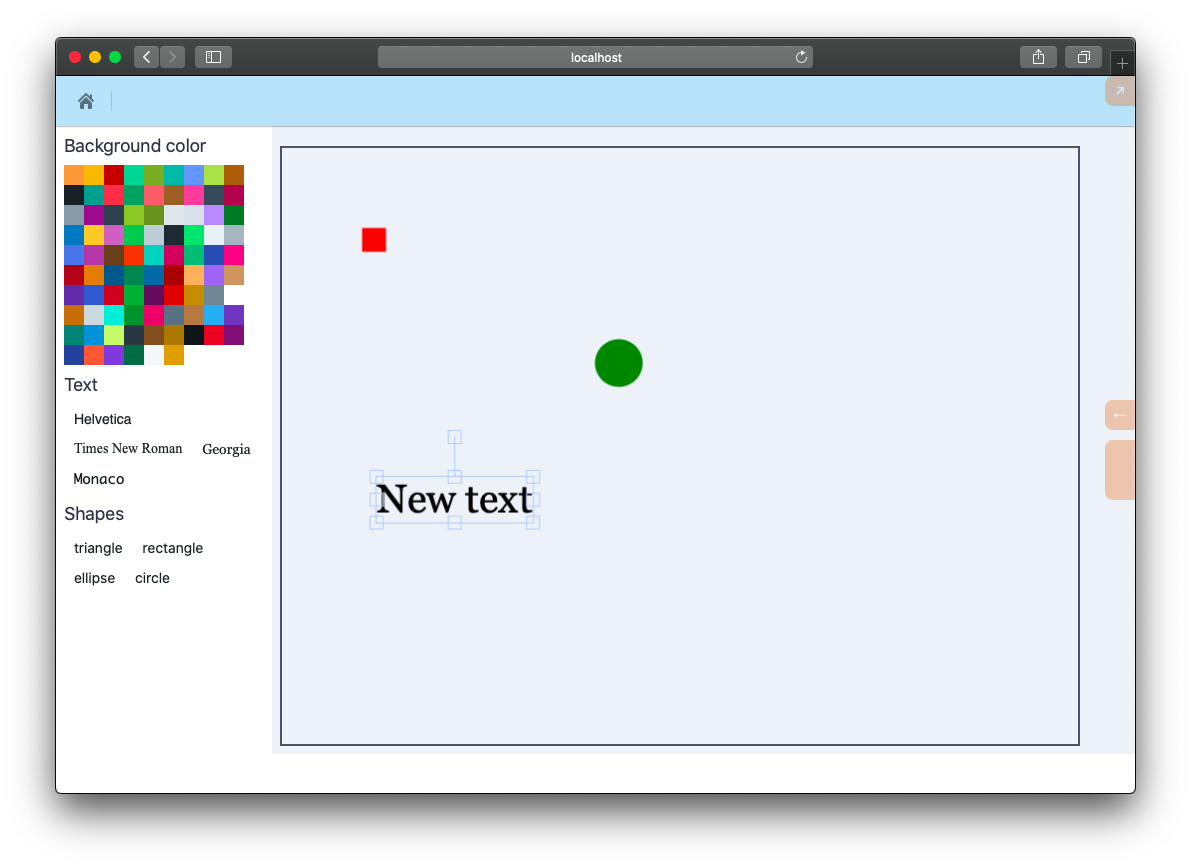 localhost
Background color
Text
Helvetica
Times New Roman Georgia
Monaco
Shapes
triangle rectangle
ellipse circle
New text